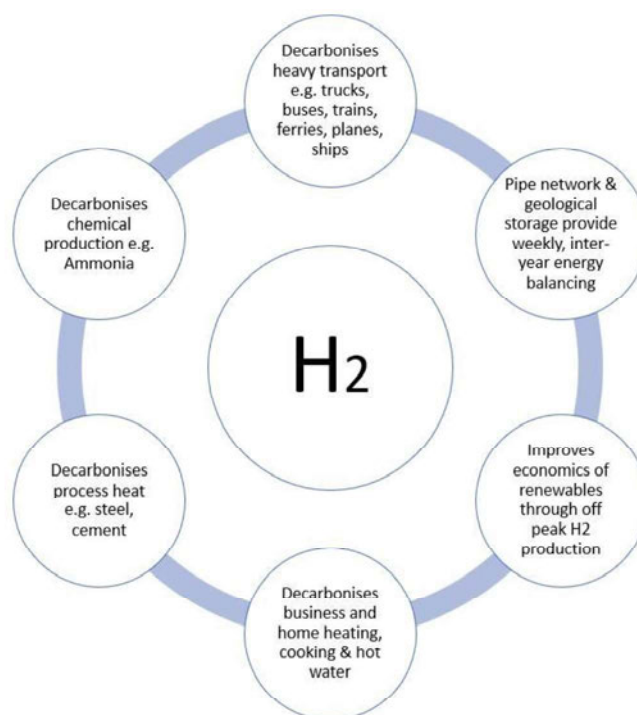 Decarbonises
heavy transport
e.g. trucks,
buses, trains,
ferries, planes,
ships
Pipe network &
geological
storage provide
weekly, inter-
year energy
balancing
Improves
economics of
renewables
through off
peak H2
production
Decarbonises
business and
home heating,
cooking & hot
water
Decarbonises
process heat
e.g. steel,
cement
Decarbonises
chemical
production e.g.
Ammonia
H2